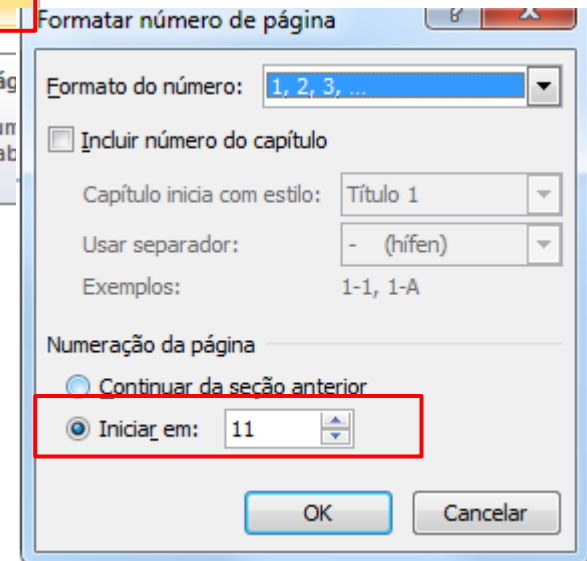 Formatar número de página
Formato do número: 1, 2, 3, ...
Incluir número do capítulo
Capítulo inicia com estilo: Título 1
Usar separador: - (hífen)
Exemplos: 1-1, 1-A
Numeração da página
Continuar da seção anterior
Iniciar em: 11
OK Cancelar